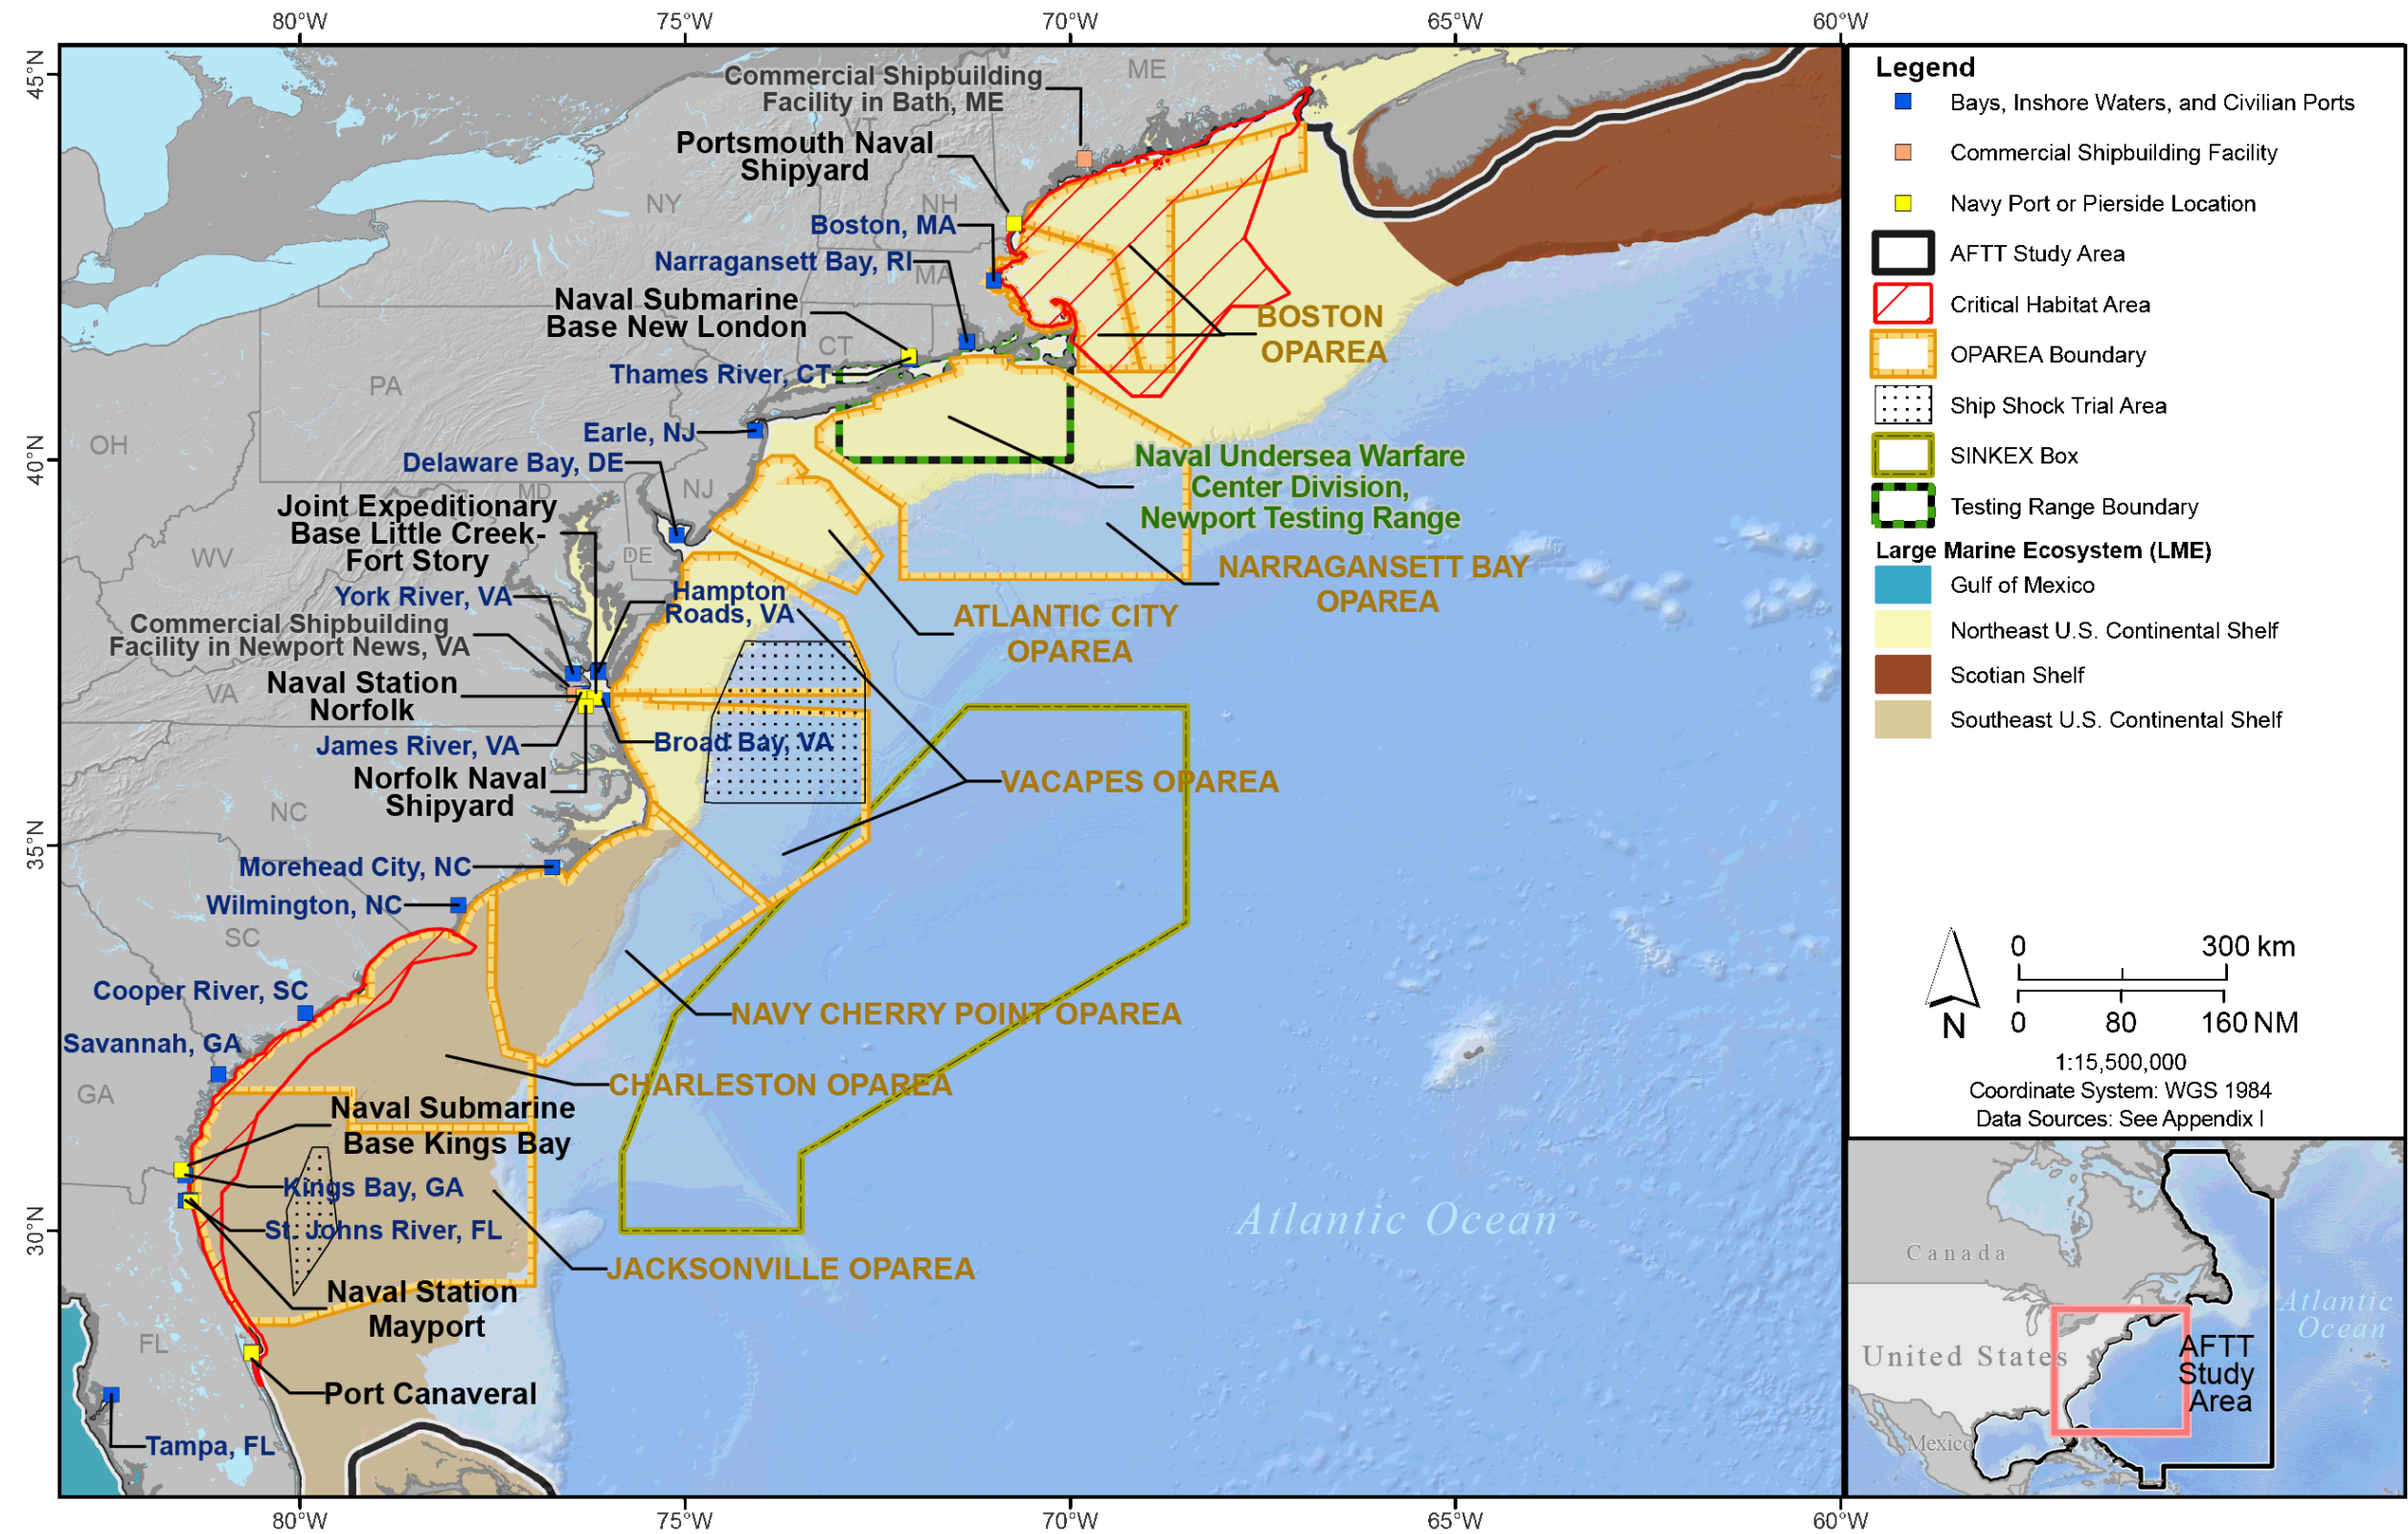 80°W
75°W
70°W
65°W
60°W
45°N
40°N
35°N
30°N
80°W
75°W
70°W
65°W
60°W
Commercial Shipbuilding
Facility in Bath, ME
ME
VT
Portsmouth Naval
Shipyard
NY
NH
Boston, MA
Narragansett Bay, RI
MA
Naval Submarine
Base New London
CT
Thames River, CT
BOSTON
OPAREA
PA
OH
Earle, NJ
Delaware Bay, DE
MD
NJ
Naval Undersea Warfare
Center Division,
Newport Testing Range
Joint Expeditionary
Base Little Creek-
Fort Story
WV
DE
NARRAGANSETT BAY
OPAREA
York River, VA
Hampton
Roads, VA
ATLANTIC CITY
OPAREA
Commercial Shipbuilding
Facility in Newport News, VA
VA
Naval Station
Norfolk
James River, VA
Broad Bay, VA
Norfolk Naval
Shipyard
VACAPES OPAREA
NC
Morehead City, NC
Wilmington, NC
SC
Cooper River, SC
NAVY CHERRY POINT OPAREA
Savannah, GA
CHARLESTON OPAREA
GA
Naval Submarine
Base Kings Bay
Kings Bay, GA
St. Johns River, FL
Atlantic Ocean
JACKSONVILLE OPAREA
Naval Station
Mayport
FL
Port Canaveral
Tampa, FL
Legend
Bays, Inshore Waters, and Civilian Ports
Commercial Shipbuilding Facility
Navy Port or Pierside Location
AFTT Study Area
Critical Habitat Area
OPAREA Boundary
Ship Shock Trial Area
SINKEX Box
Testing Range Boundary
Large Marine Ecosystem (LME)
Gulf of Mexico
Northeast U.S. Continental Shelf
Scotian Shelf
Southeast U.S. Continental Shelf
N
0 300 km
0 80 160 NM
1:15,500,000
Coordinate System: WGS 1984
Data Sources: See Appendix I
Canada
Atlantic
Ocean
United States
AFTT
Study
Area
Mexico